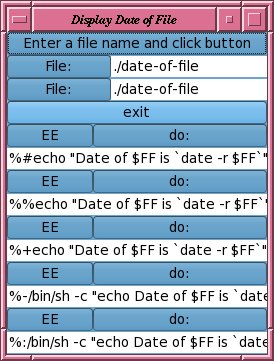 Display Date of File
Enter a file name and click button
File: ./date-of-file
File: ./date-of-file
exit
EE do:
%#echo "Date of $FF is `date -r $FF`"
EE do:
%%echo "Date of $FF is `date -r $FF`"
EE do:
%+echo "Date of $FF is `date -r $FF`"
EE do:
%-/bin/sh -c "echo Date of $FF is `date
EE do:
%:/bin/sh -c "echo Date of $FF is `date